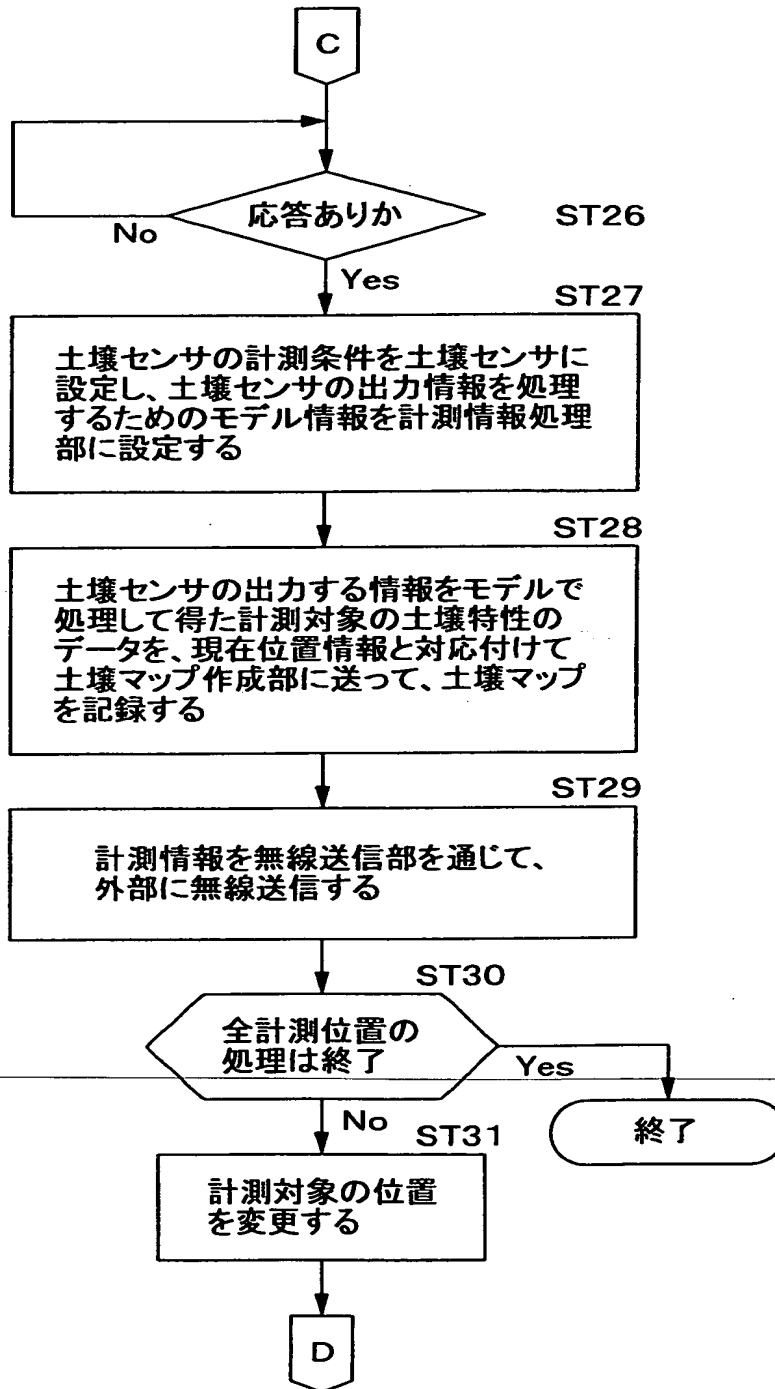 C
応答ありか
ST26
No
Yes
ST27
土壌センサの計測条件を土壌センサに
設定し、土壌センサの出力情報を処理
するためのモデル情報を計測情報処理
部に設定する
ST28
土壌センサの出力する情報をモデルで
処理して得た計測対象の土壌特性の
データを、現在位置情報と対応付けて
土壌マップ作成部に送って、土壌マップ
を記録する
ST29
計測情報を無線送信部を通じて、
外部に無線送信する
ST30
全計測位置の
処理は終了
Yes
No
終了
ST31
計測対象の位置
を変更する
D